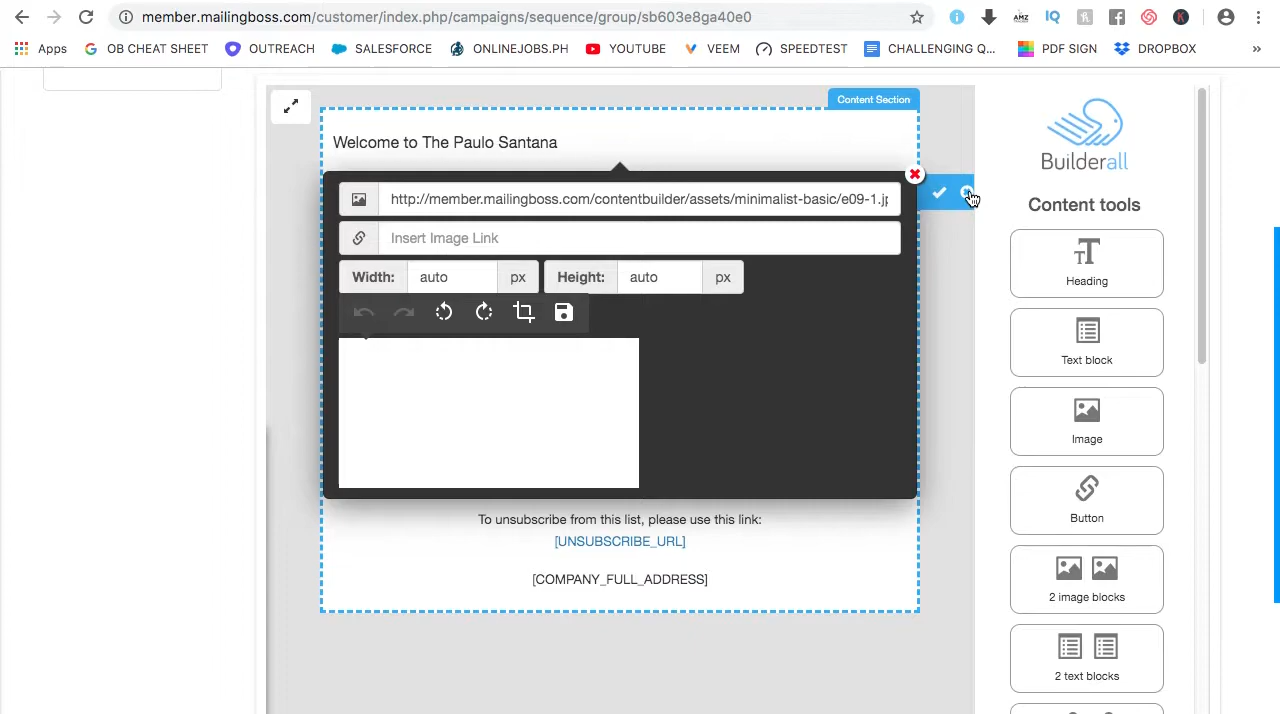 member.mailingboss.com/customer/index.php/campaigns/sequence/group/sb603e8ga40e0
AMZ
IQ
K
Apps
OB CHEAT SHEET
OUTREACH
SALESFORCE
ONLINEJOBS.PH
YOUTUBE
VEEM
SPEEDTEST
CHALLENGING Q...
PDF SIGN
DROPBOX
»
Content Section
Welcome to The Paulo Santana
http://member.mailingboss.com/contentbuilder/assets/minimalist-basic/e09-1.jp
Insert Image Link
Width: auto px Height: auto px
To unsubscribe from this list, please use this link:
[UNSUBSCRIBE_URL]
[COMPANY_FULL_ADDRESS]
Builderall
Content tools
Heading
Text block
Image
Button
2 image blocks
2 text blocks